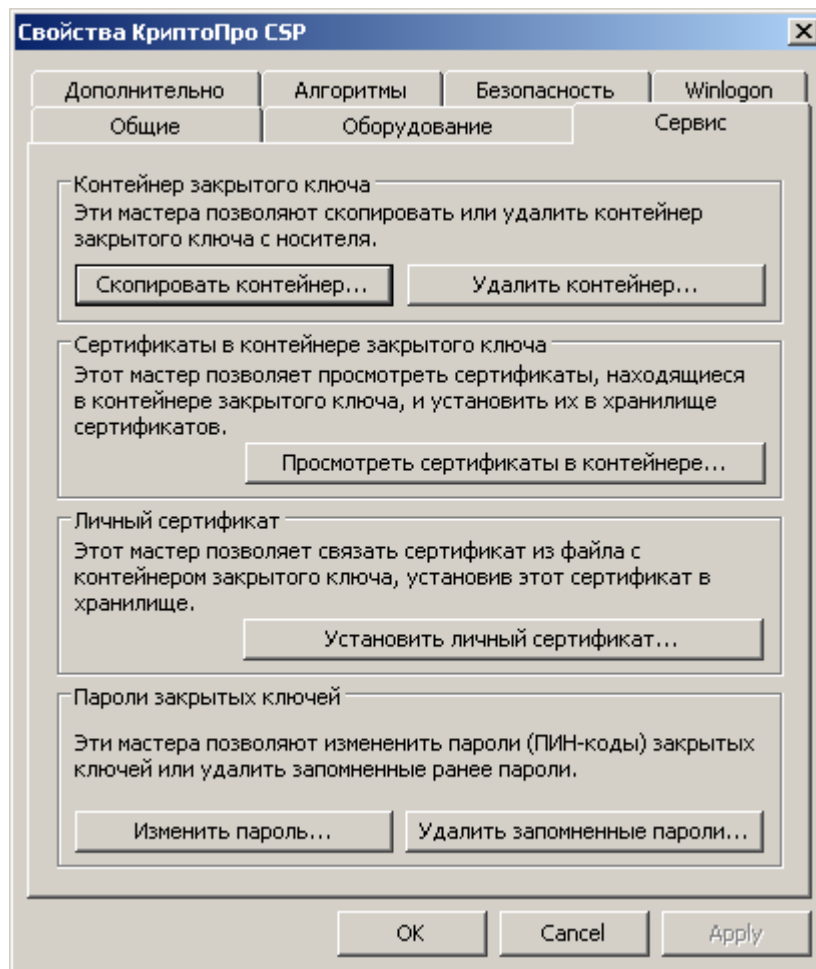 Свойства КриптоПро CSP
Дополнительно Алгоритмы Безопасность Winlogon
Общие Оборудование Сервис
Контейнер закрытого ключа
Эти мастера позволяют скопировать или удалить контейнер
закрытого ключа с носителя.
Скопировать контейнер... Удалить контейнер...
Сертификаты в контейнере закрытого ключа
Этот мастер позволяет просмотреть сертификаты, находящиеся
в контейнере закрытого ключа, и установить их в хранилище
сертификатов.
Просмотреть сертификаты в контейнере...
Личный сертификат
Этот мастер позволяет связать сертификат из файла с
контейнером закрытого ключа, установив этот сертификат в
хранилище.
Установить личный сертификат...
Пароли закрытых ключей
Эти мастера позволяют измененить пароли (ПИН-коды) закрытых
ключей или удалить запомненные ранее пароли.
Изменить пароль... Удалить запомненные пароли...
OK Cancel Apply